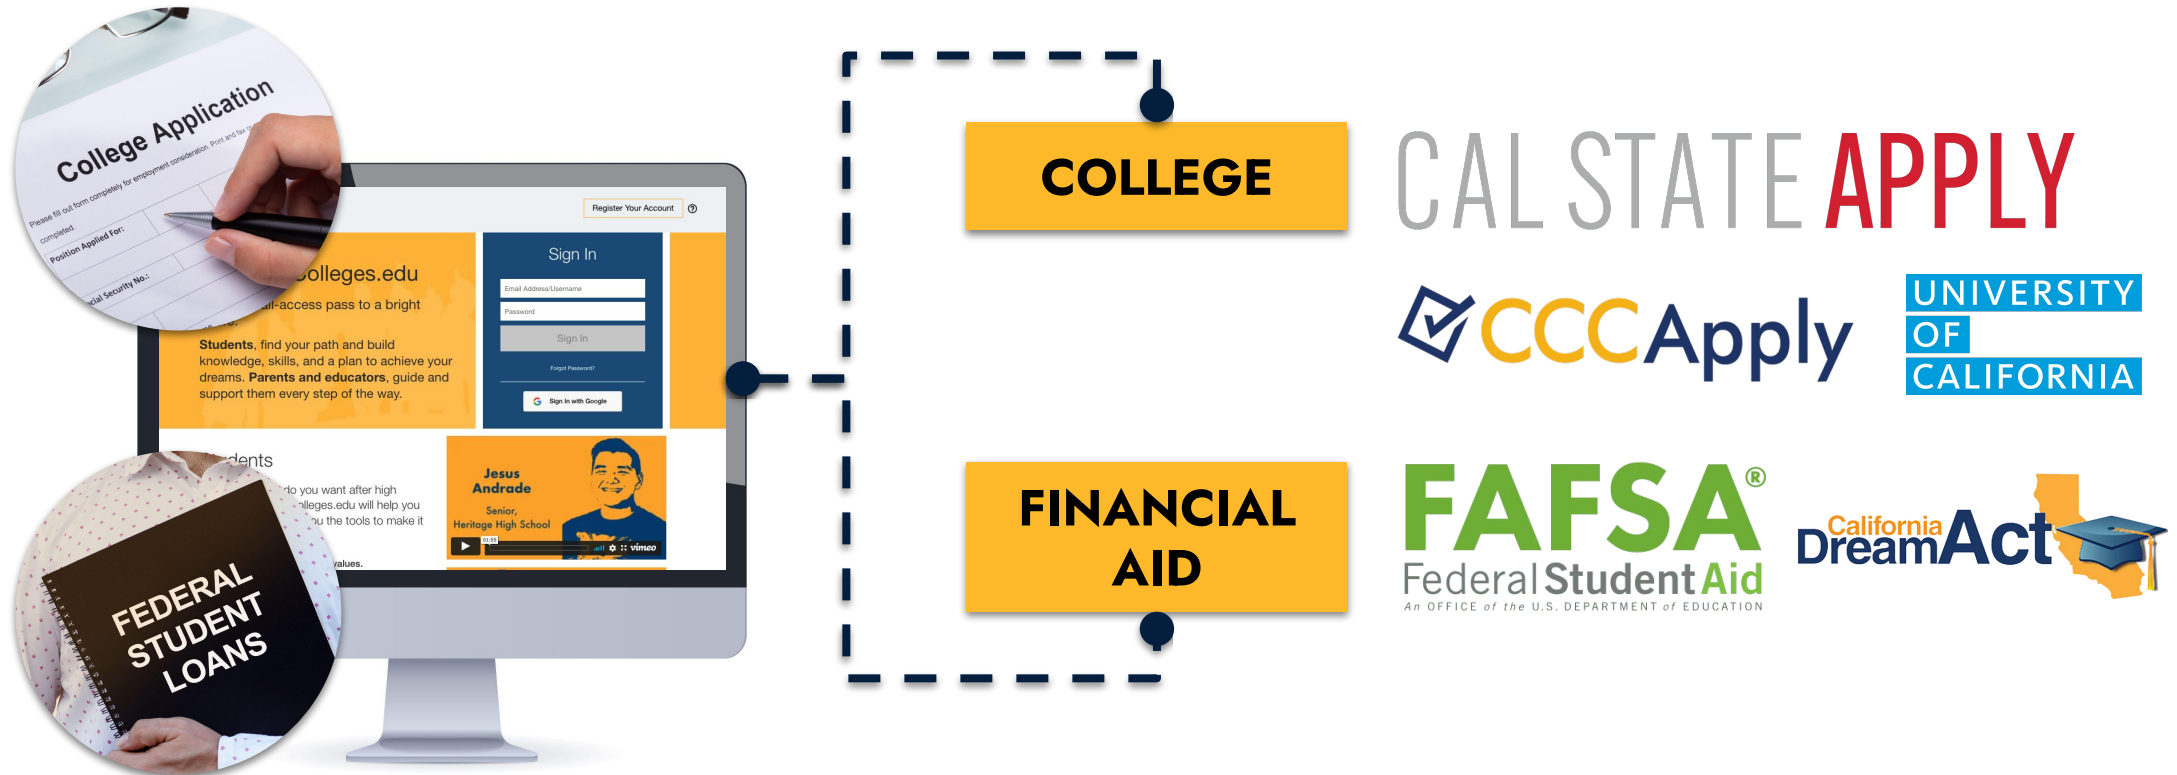 College Application
Please fill out form completely for employment consideration. Print and fax
completed.
Position Applied For:
Security No.:
Register Your Account
olleges.edu
-access pass to a bright
Students, find your path and build
knowledge, skills, and a plan to achieve your
dreams. Parents and educators, guide and
support them every step of the way.
Sign In
Email Address/Username
Password
Sign In
Forgot Password?
Sign In with Google
dents
do you want after high
olleges.edu will help you
ou the tools to make it
values.
Jesus
Andrade
Senior,
Heritage High School
01:55
vimeo
FEDERAL
STUDENT
LOANS
COLLEGE
CAL STATE APPLY
CCCApply
UNIVERSITY
OF
CALIFORNIA
FINANCIAL
AID
FAFSA®
Federal Student Aid
An OFFICE of the U.S. DEPARTMENT of EDUCATION
California
DreamAct